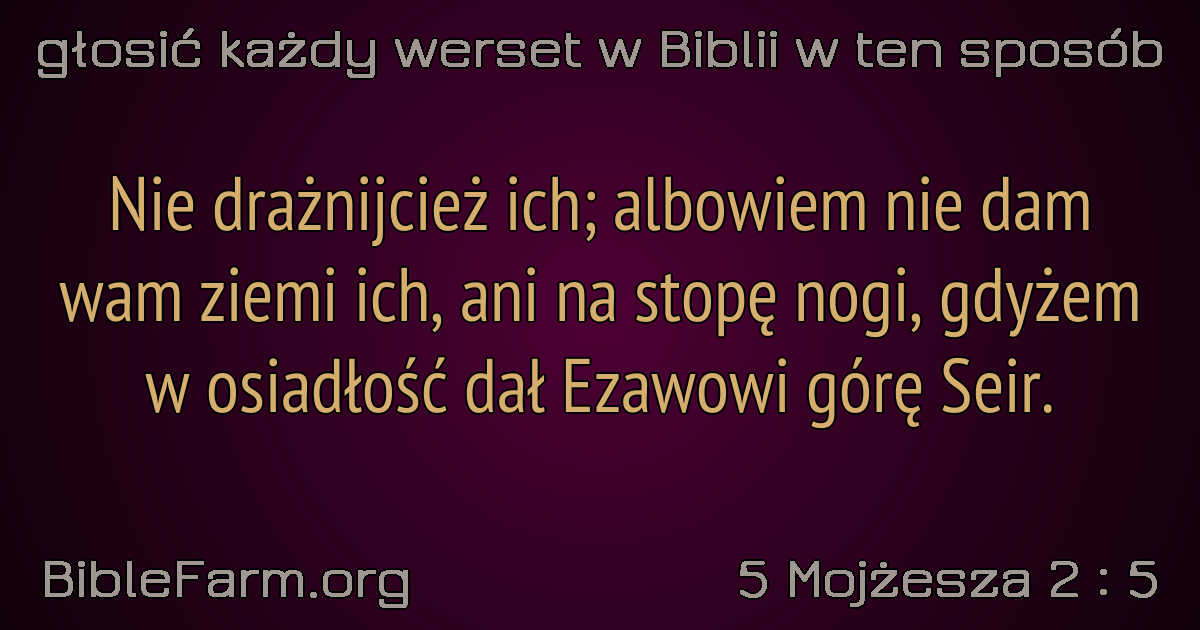 głosić każdy werset w Biblii w ten sposób
Nie drażnijcież ich; albowiem nie dam
wam ziemi ich, ani na stopę nogi, gdyżem
w osiadłość dał Ezawowi górę Seir.
BibleFarm.org
5 Mojżesza 2 : 5